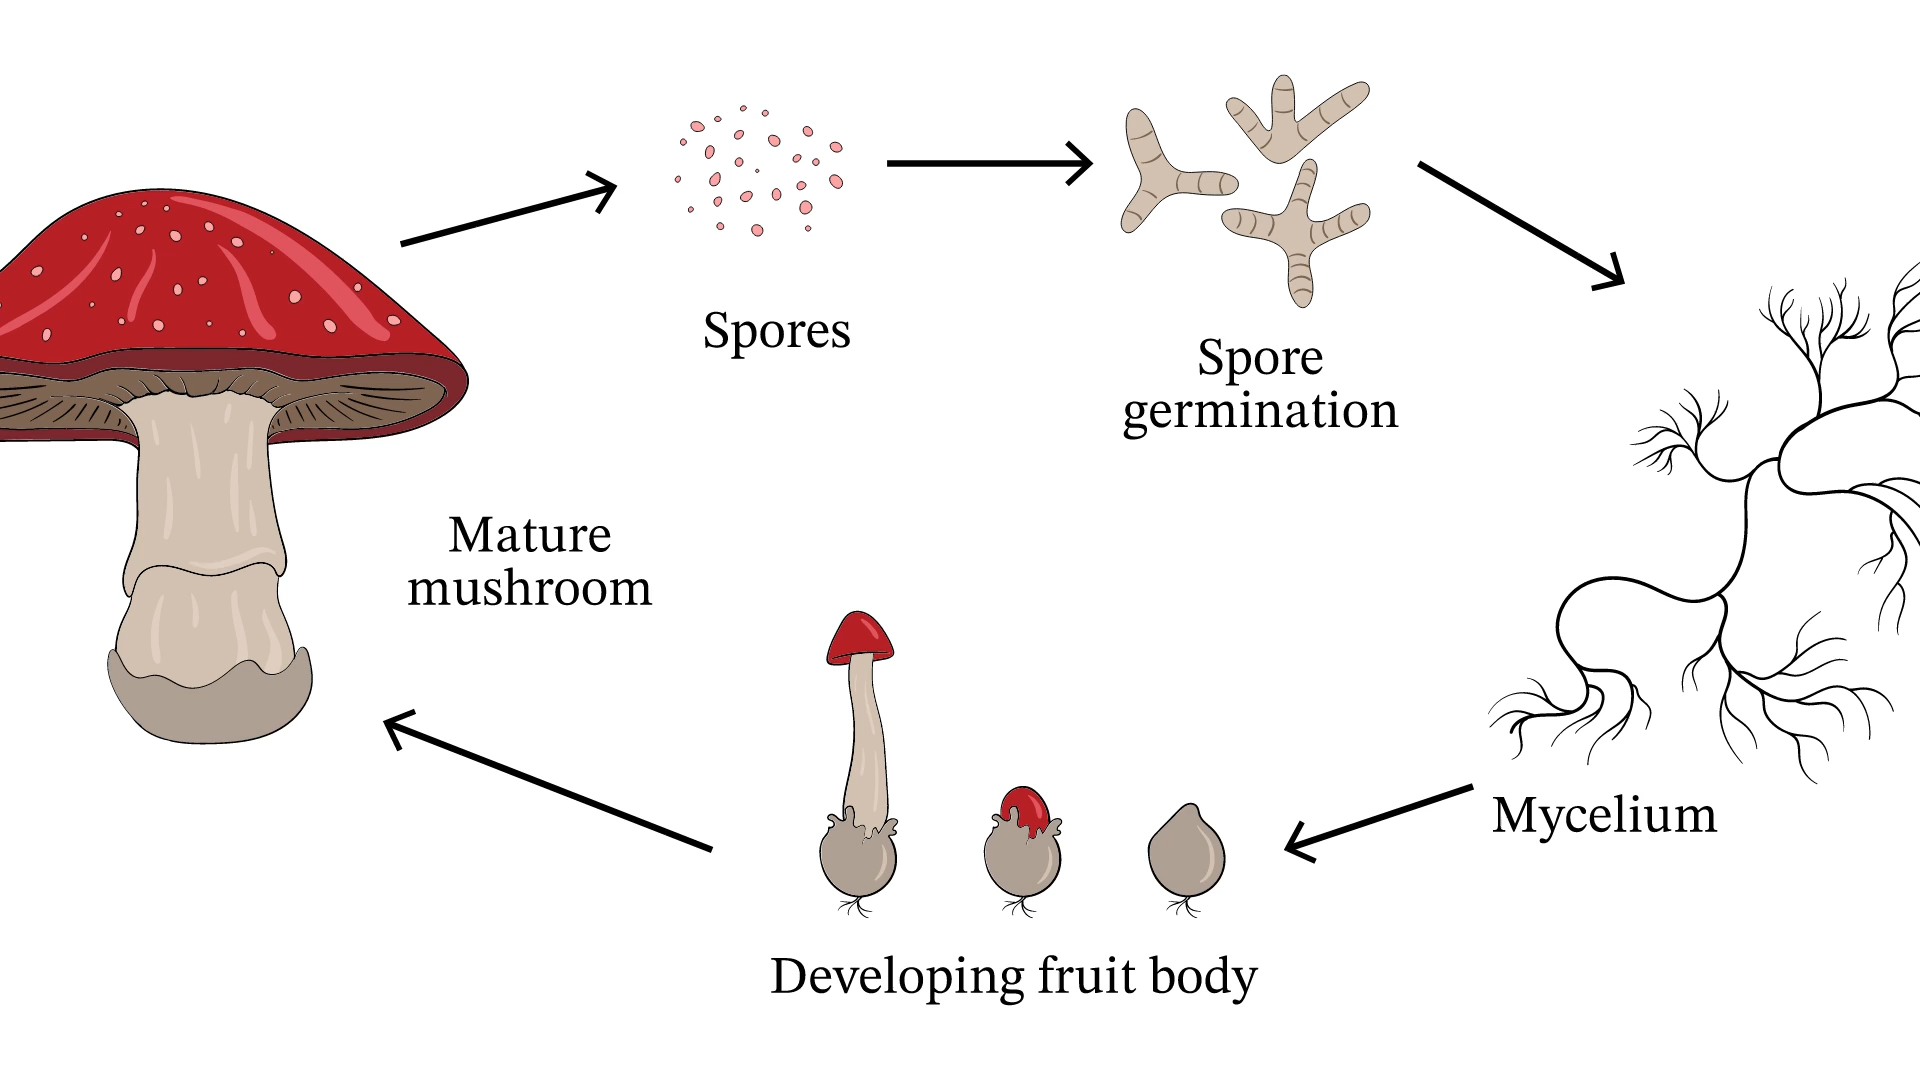 Spores
Spore
germination
Mature
mushroom
Mycelium
Developing fruit body